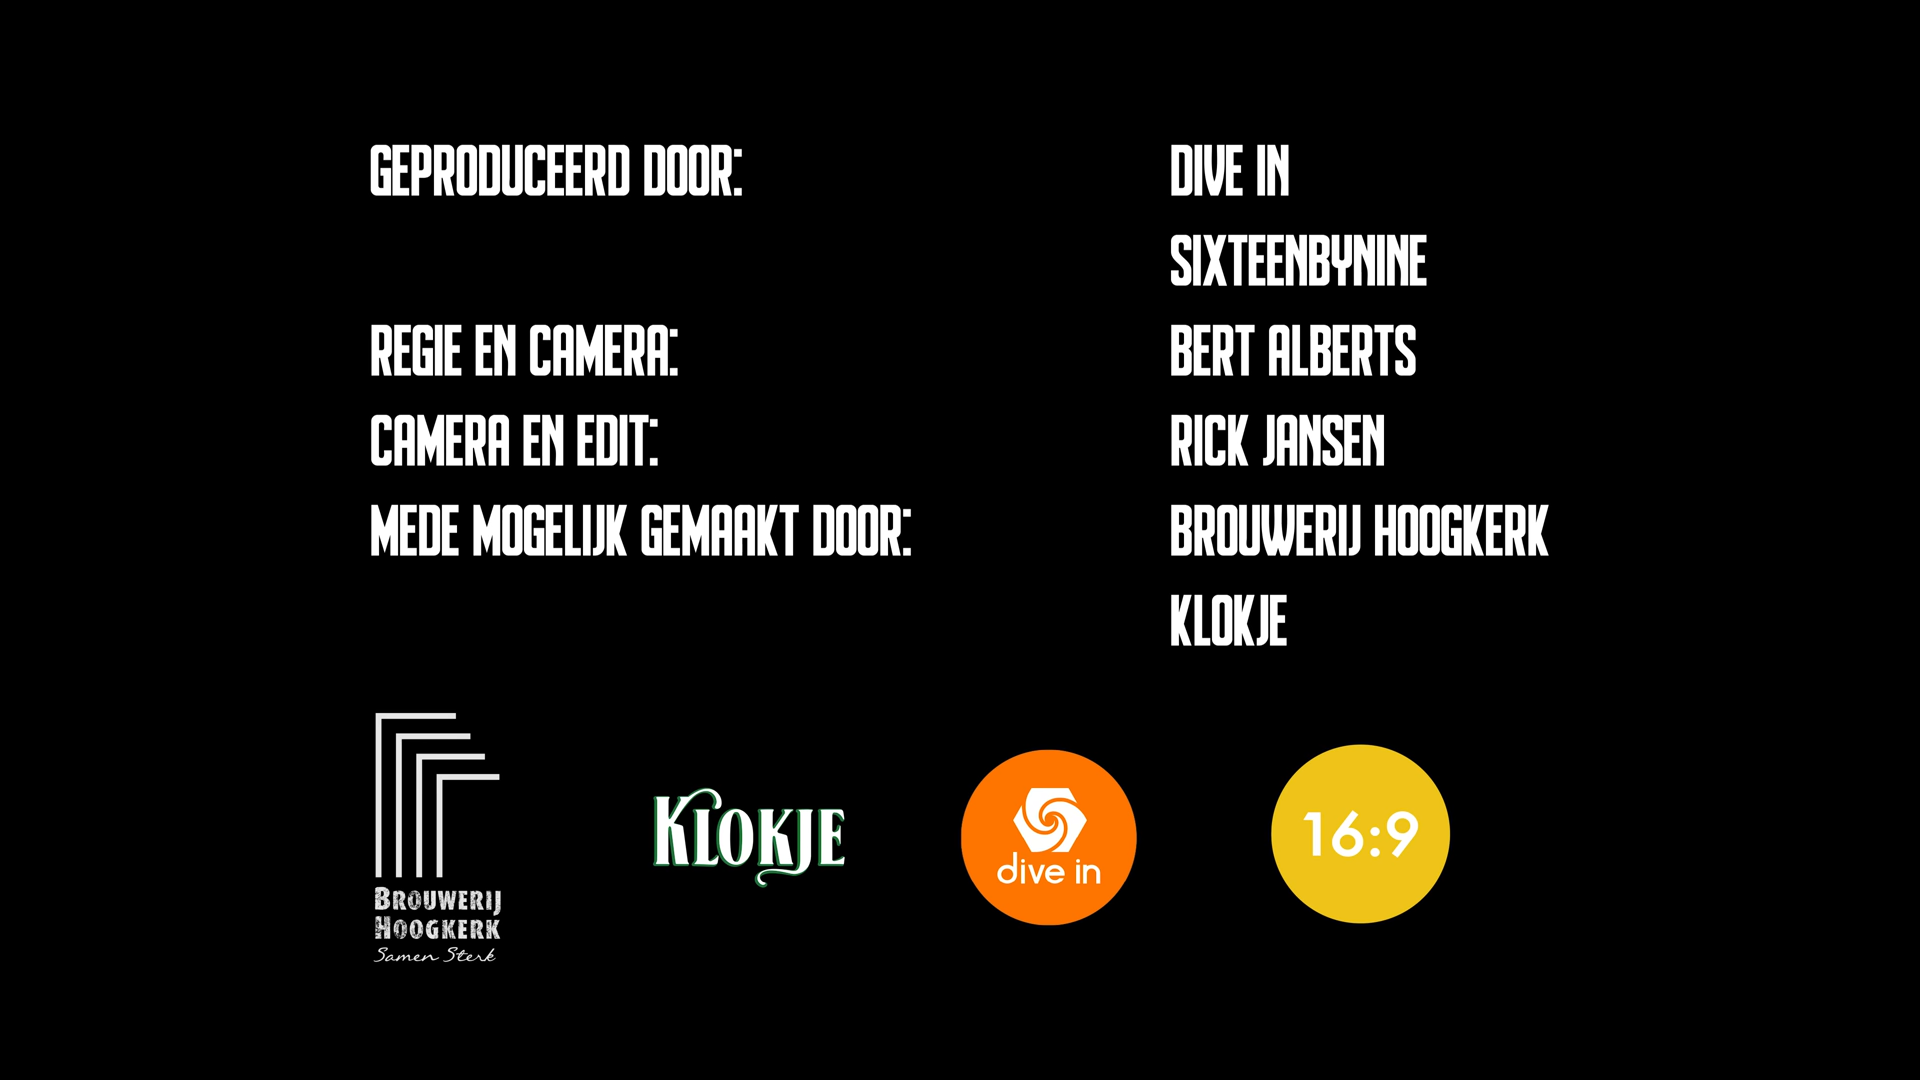 GEPRODUCEERD DOOR: DIVE IN
SIXTEENBYNINE
REGIE EN CAMERA: BERT ALBERTS
CAMERA EN EDIT: RICK JANSEN
MEDE MOGELIJK GEMAAKT DOOR: BROUWERIJ HOOGKERK
KLOKJE
BROUWERIJ
HOOGKERK
Samen Sterk
KLOKJE
dive in
16:9